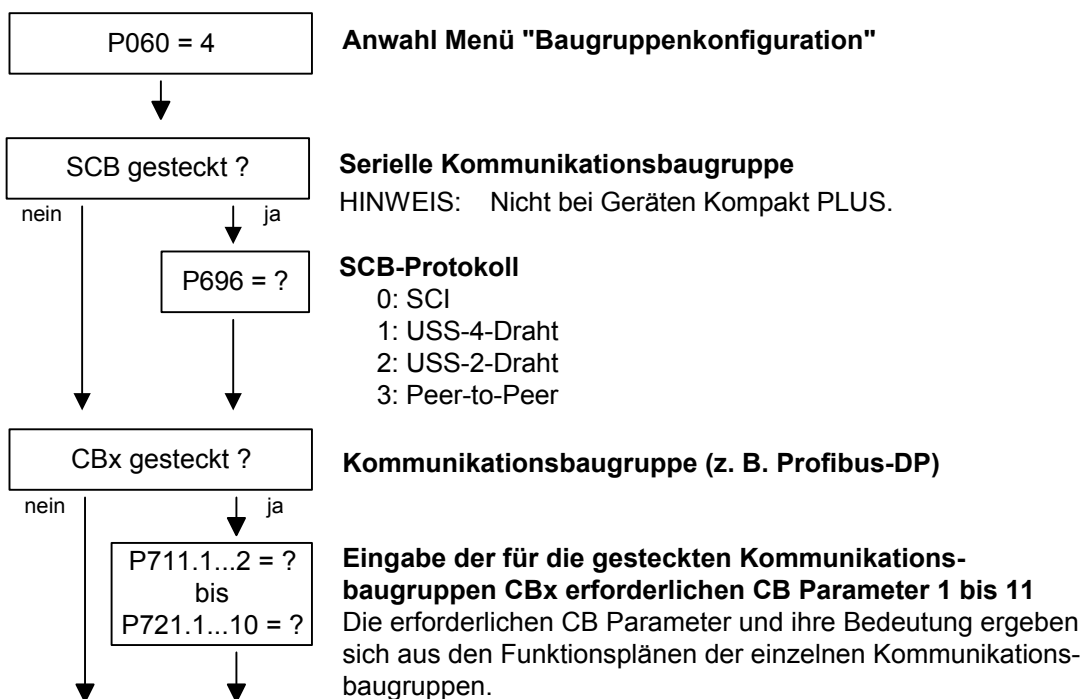 P060 = 4
Anwahl Menü "Baugruppenkonfiguration"
SCB gesteckt ?
Serielle Kommunikationsbaugruppe
HINWEIS: Nicht bei Geräten Kompakt PLUS.
nein
ja
P696 = ?
SCB-Protokoll
0: SCI
1: USS-4-Draht
2: USS-2-Draht
3: Peer-to-Peer
CBx gesteckt ?
Kommunikationsbaugruppe (z. B. Profibus-DP)
nein
ja
P711.1...2 = ?
bis
P721.1...10 = ?
Eingabe der für die gesteckten Kommunikations-
baugruppen CBx erforderlichen CB Parameter 1 bis 11
Die erforderlichen CB Parameter und ihre Bedeutung ergeben
sich aus den Funktionsplänen der einzelnen Kommunikations-
baugruppen.